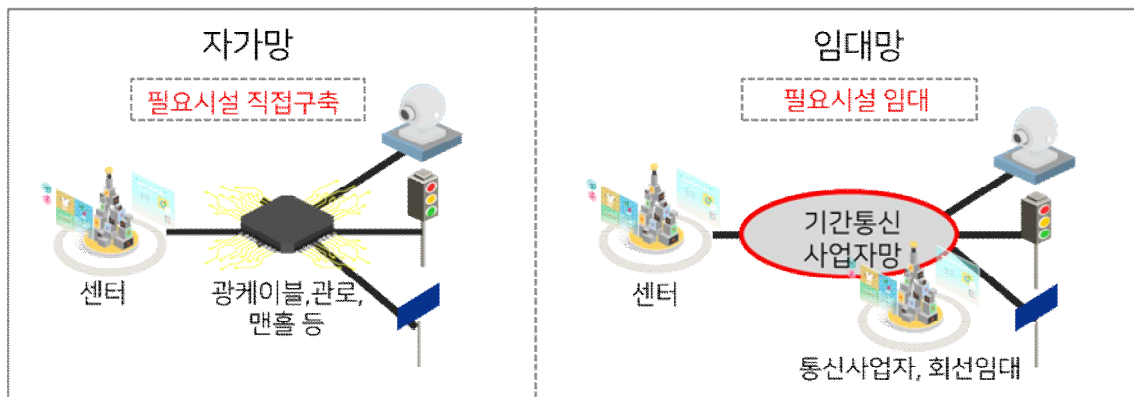 자가망
필요시설 직접구축
센터
광케이블,관로,
맨홀 등
임대망
필요시설 임대
기간통신
사업자망
센터
통신사업자, 회선임대